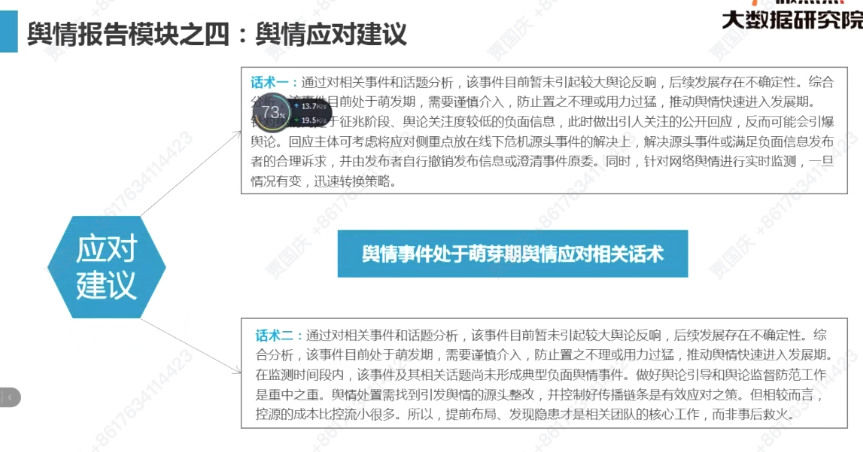 舆情报告模块之四：舆情应对建议
大数据研究院
话术一：通过对相关事件和话题分析，该事件目前暂未引起较大舆论反响，后续发展存在不确定性。综合
分析，该事件目前处于萌发期，需要谨慎介入，防止置之不理或用力过猛，推动舆情快速进入发展期。
处于征兆阶段、舆论关注度较低的负面信息，此时做出引人关注的公开回应，反而可能会引爆
舆论。回应主体可考虑将应对侧重点放在线下危机源头事件的解决上，解决源头事件或满足负面信息发布
者的合理诉求，并由发布者自行撤销发布信息或澄清事件原委。同时，针对网络舆情进行实时监测，一旦
情况有变，迅速转换策略。
73%
↑ 13.7K/s
↓ 19.5K/s
应对
建议
舆情事件处于萌芽期舆情应对相关话术
话术二：通过对相关事件和话题分析，该事件目前暂未引起较大舆论反响，后续发展存在不确定性。综
合分析，该事件目前处于萌发期，需要谨慎介入，防止置之不理或用力过猛，推动舆情快速进入发展期。
在监测时间段内，该事件及其相关话题尚未形成典型负面舆情事件。做好舆论引导和舆论监督防范工作
是重中之重。舆情处置需找到引发舆情的源头整改，并控制好传播链条是有效应对之策。但相较而言，
控源的成本比控流小很多。所以，提前布局、发现隐患才是相关团队的核心工作，而非事后救火。
贾国庆 +8617634114423